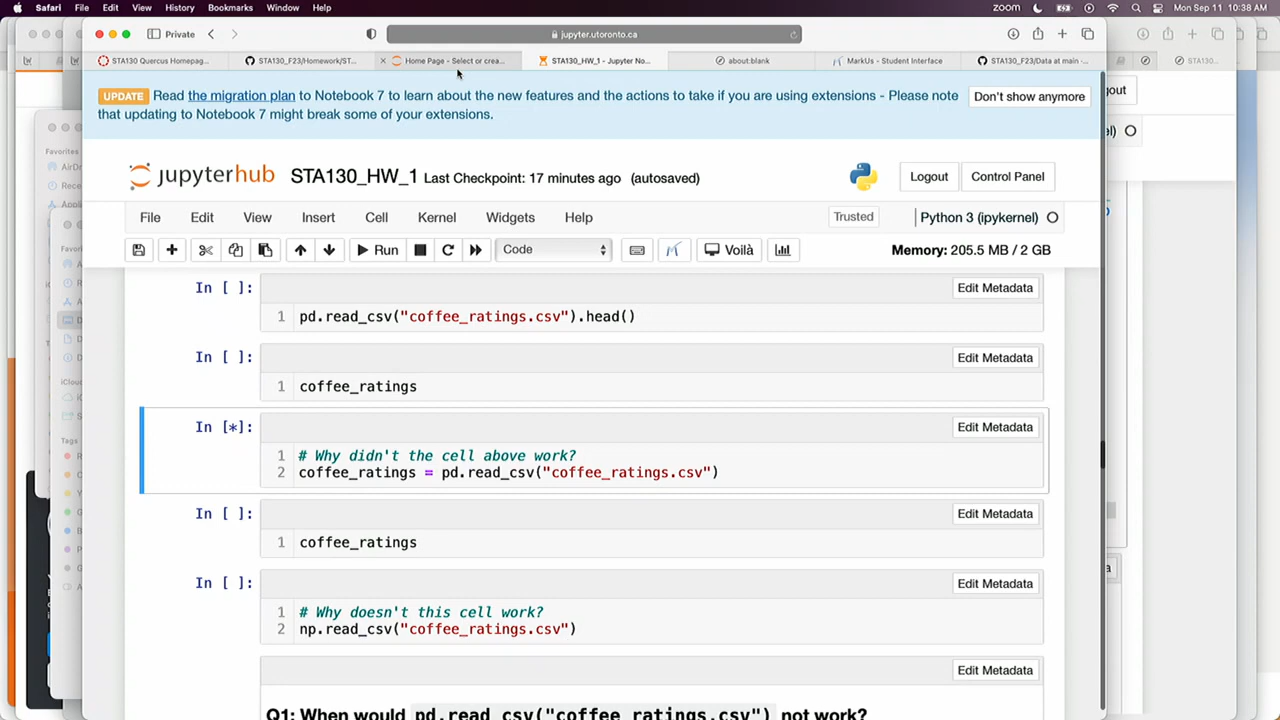 Safari File Edit View History Bookmarks Window Help zoom Mon Sep 11 10:38 AM
Private jupyter.utoronto.ca
STA130 Quercus Homepag... STA130_F23/Homework/ST... Home Page - Select or crea... STA130_HW_1 - Jupyter No... about:blank MarkUs - Student Interface STA130_F23/Data at main -... STA130...
UPDATE Read the migration plan to Notebook 7 to learn about the new features and the actions to take if you are using extensions - Please note Don't show anymore
that updating to Notebook 7 might break some of your extensions.
jupyterhub STA130_HW_1 Last Checkpoint: 17 minutes ago (autosaved) Logout Control Panel
File Edit View Insert Cell Kernel Widgets Help Trusted Python 3 (ipykernel)
Run Code Voilà Memory: 205.5 MB / 2 GB
In [ ]: Edit Metadata
1 pd.read_csv("coffee_ratings.csv").head()
In [ ]: Edit Metadata
1 coffee_ratings
In [*]: Edit Metadata
1 # Why didn't the cell above work?
2 coffee_ratings = pd.read_csv("coffee_ratings.csv")
In [ ]: Edit Metadata
1 coffee_ratings
In [ ]: Edit Metadata
1 # Why doesn't this cell work?
2 np.read_csv("coffee_ratings.csv")
Edit Metadata
Q1: When would pd.read_csv("coffee_ratings.csv") not work?
Favorites
AirD
Rece
Favorites
iCloud
Tags